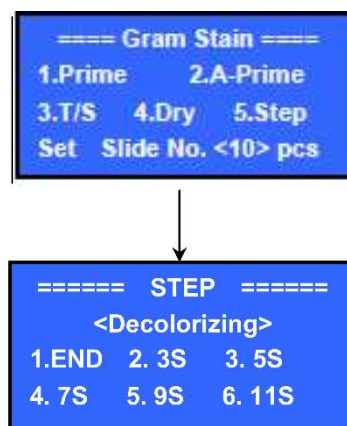 ==== Gram Stain ====
1.Prime 2.A-Prime
3.T/S 4.Dry 5.Step
Set Slide No. <10> pcs
====== STEP ======
<Decolorizing>
1.END 2. 3S 3. 5S
4. 7S 5. 9S 6. 11S